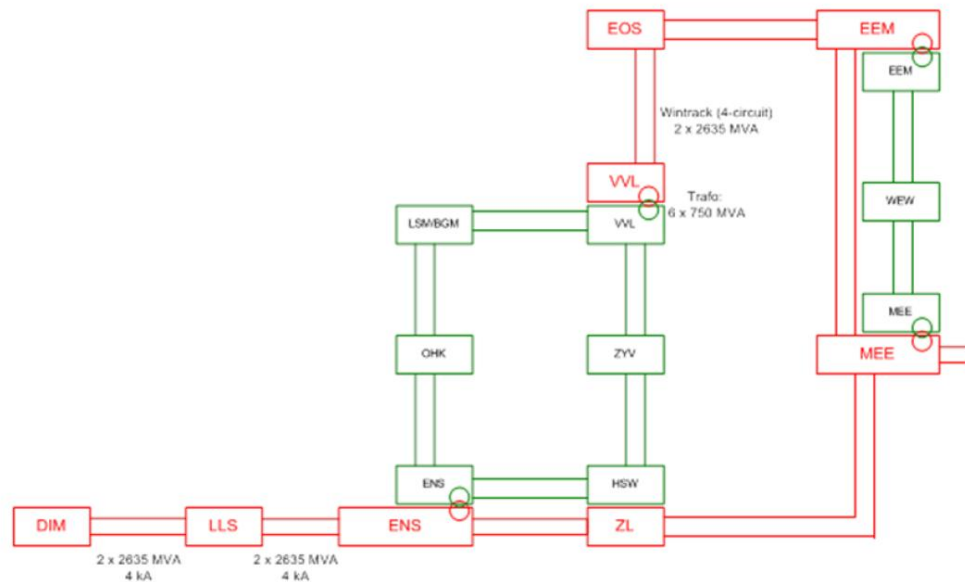 EOS
EEM
EEM
Wintrack (4-circuit)
2 x 2635 MVA
VVL
Trafo:
6 x 750 MVA
WEW
LSM/BGM
VVL
MEE
OHK
ZYV
MEE
ENS
HSW
DIM
LLS
ENS
ZL
2 x 2635 MVA
4 kA
2 x 2635 MVA
4 kA